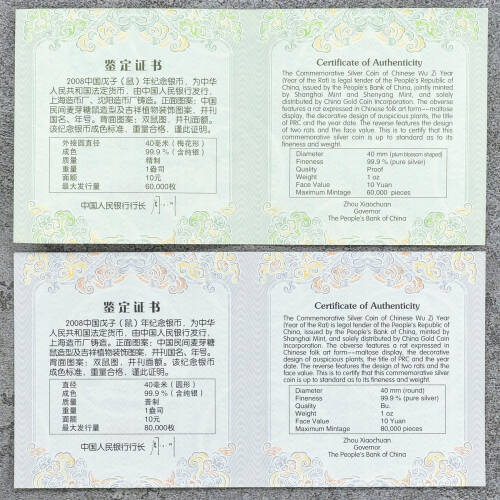 鉴定证书
2008中国戊子（鼠）年纪念银币，为中华
人民共和国法定货币，由中国人民银行发行，
上海造币厂、沈阳造币厂铸造。正面图案：中国
民间麦芽糖鼠造型及吉祥植物装饰图案，并刊
国名、年号。背面图案：双鼠图，并刊面额。
该纪念银币成色标准，重量合格，谨此证明。
外接圆直径 40毫米（梅花形）
成色 99.9％（含纯银）
质量 精制
重量 1盎司
面额 10元
最大发行量 60,000枚
中国人民银行行长
Certificate of Authenticity
The Commemorative Silver Coin of Chinese Wu Zi Year
(Year of the Rat) is legal tender of the People's Republic of
China, issued by the People's Bank of China, jointly minted
by Shanghai Mint and Shenyang Mint, and solely
distributed by China Gold Coin Incorporation. The obverse
features a rat expressed in Chinese folk art form---maltose
display, the decorative design of auspicious plants, the title
of PRC and the year date. The reverse features the design
of two rats and the face value. This is to certify that this
commemorative silver coin is up to standard as to its
fineness and weight.
Diameter 40 mm (plum blossom shaped)
Fineness 99.9 % (pure silver)
Quality Proof
Weight 1 oz
Face Value 10 Yuan
Maximum Mintage 60,000 pieces
Zhou Xiaochuan
Governor
The People's Bank of China
鉴定证书
2008中国戊子（鼠）年纪念银币，为中华
人民共和国法定货币，由中国人民银行发行，
上海造币厂铸造。正面图案：中国民间麦芽糖
鼠造型及吉祥植物装饰图案，并刊国名、年号。
背面图案：双鼠图，并刊面额。该纪念银币
成色标准，重量合格，谨此证明。
直径 40毫米（圆形）
成色 99.9％（含纯银）
质量 普制
重量 1盎司
面额 10元
最大发行量 80,000枚
中国人民银行行长
Certificate of Authenticity
The Commemorative Silver Coin of Chinese Wu Zi Year
(Year of the Rat) is legal tender of the People's Republic of
China, issued by the People's Bank of China, minted by
Shanghai Mint, and solely distributed by China Gold Coin
Incorporation. The obverse features a rat expressed in
Chinese folk art form---maltose display, the decorative
design of auspicious plants, the title of PRC and the year
date. The reverse features the design of two rats and the
face value. This is to certify that this commemorative silver
coin is up to standard as to its fineness and weight.
Diameter 40 mm (round)
Fineness 99.9 % (pure silver)
Quality Bu.
Weight 1 oz
Face Value 10 Yuan
Maximum Mintage 80,000 pieces
Zhou Xiaochuan
Governor
The People's Bank of China